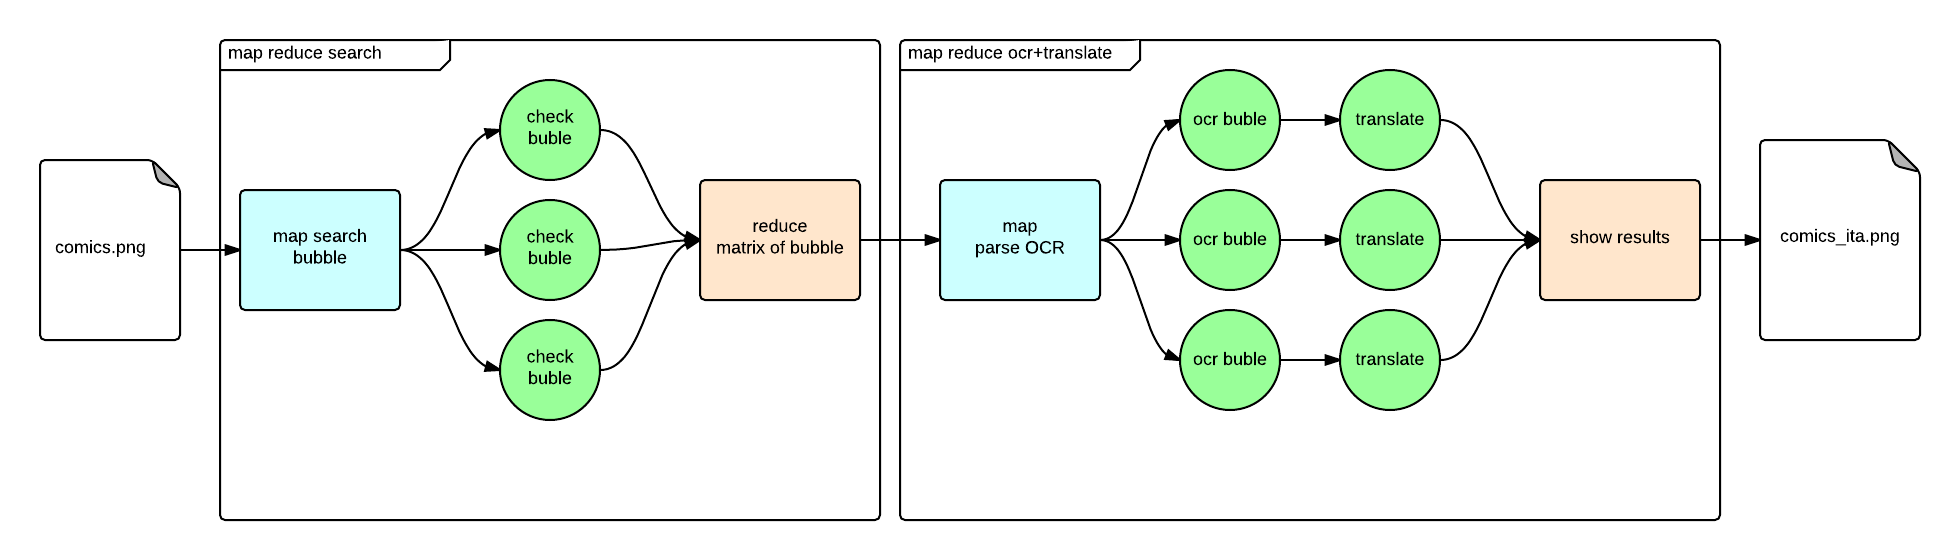 map reduce search
map reduce ocr+translate
comics.png
map search
bubble
check
buble
check
buble
check
buble
reduce
matrix of bubble
map
parse OCR
ocr buble
translate
ocr buble
translate
ocr buble
translate
show results
comics_ita.png